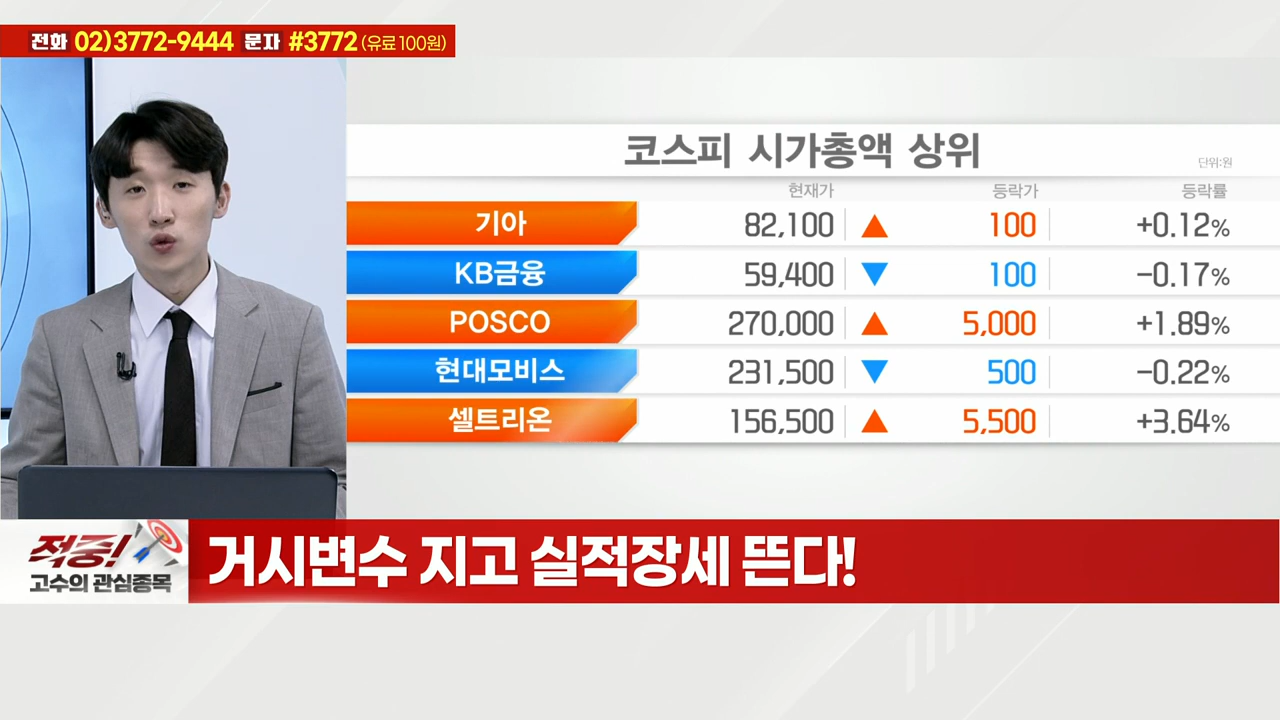 전화 02)3772-9444 문자 #3772 (유료 100원)
코스피 시가총액 상위
단위:원
현재가 등락가 등락률
기아 82,100 ▲ 100 +0.12%
KB금융 59,400 ▼ 100 -0.17%
POSCO 270,000 ▲ 5,000 +1.89%
현대모비스 231,500 ▼ 500 -0.22%
셀트리온 156,500 ▲ 5,500 +3.64%
적중!
고수의 관심종목
거시변수 지고 실적장세 뜬다!